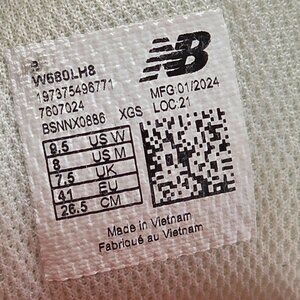 B
W680LH8
197375496771
7607024
BSNNX0886 XGS
NB
MFG 01/2024
LOC:21
9.5 US W
8 US M
7.5 UK
41 EU
26.5 CM
Made in Vietnam
Fabriqué au Vietnam